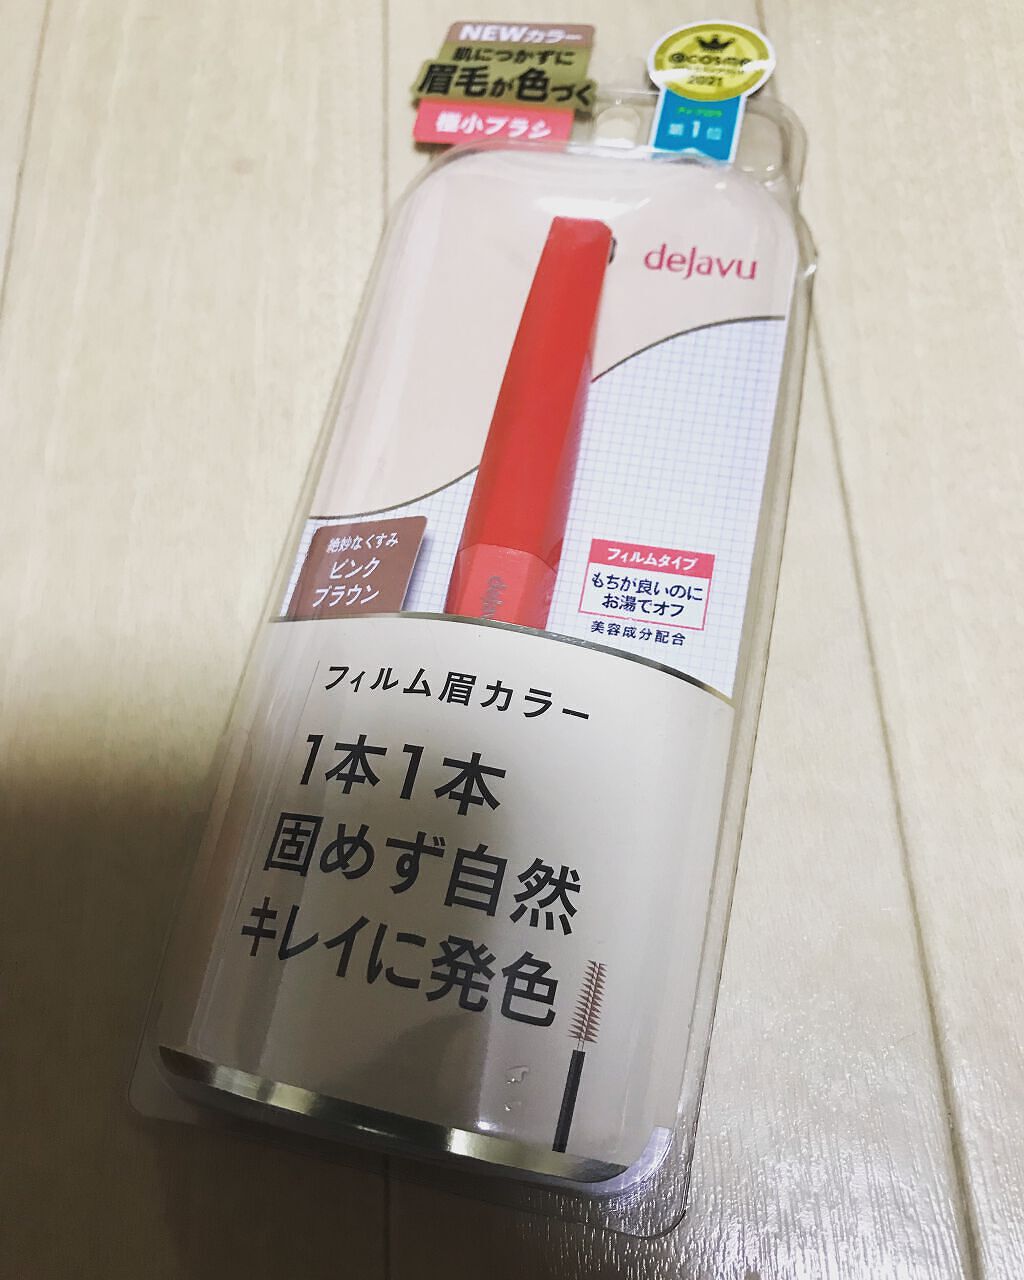 NEWカラー
肌につかずに
眉毛が色づく
極小ブラシ
@cosme
2021
第1位
dejavu
絶妙なくすみ
ピンク
ブラウン
dejavu
フィルムタイプ
もちが良いのに
お湯でオフ
美容成分配合
フィルム眉カラー
1本1本
固めず自然
キレイに発色